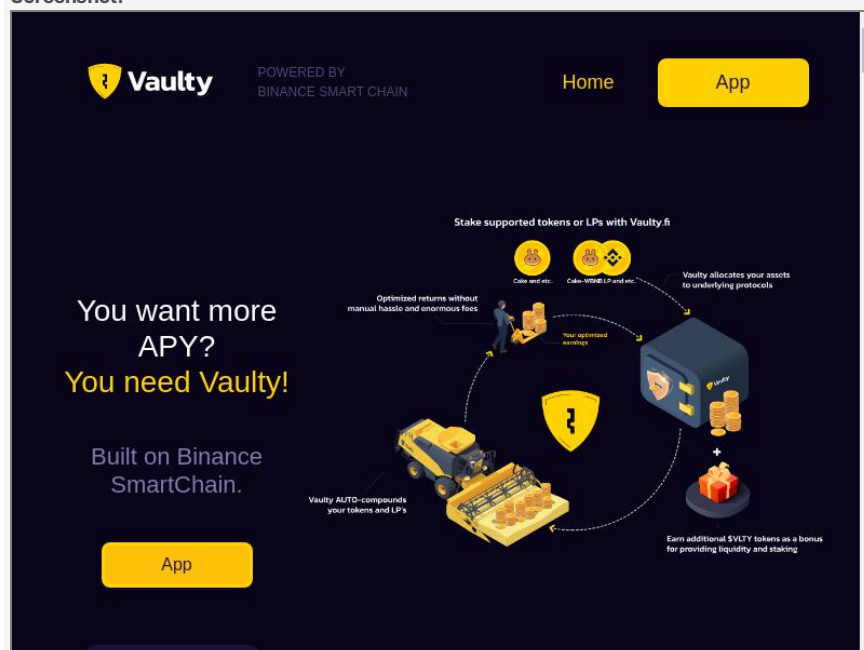 Screenshot:
Vaulty
POWERED BY
BINANCE SMART CHAIN
Home
App
Stake supported tokens or LPs with Vaulty.fi
Cake and etc.
Cake-WBNB LP and etc.
Vaulty allocates your assets
to underlying protocols
Optimized returns without
manual hassle and enormous fees
Your optimized
earnings
You want more
APY?
You need Vaulty!
Vaulty
Built on Binance
SmartChain.
Vaulty AUTO-compounds
your tokens and LP's
+
Earn additional $VLTY tokens as a bonus
for providing liquidity and staking
App